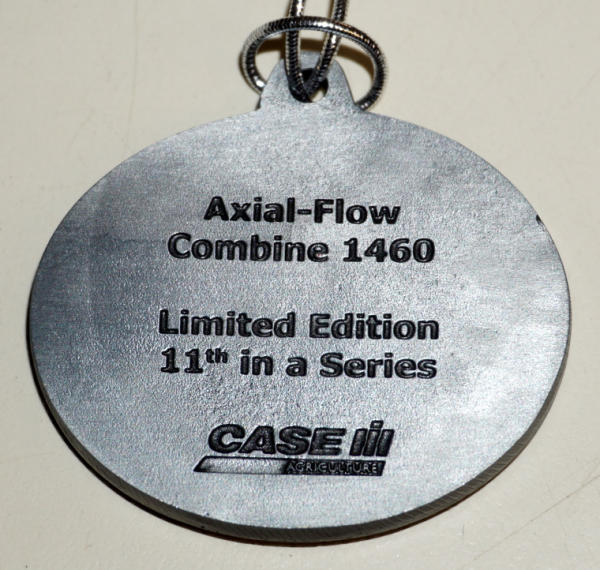 Axial-Flow
Combine 1460
Limited Edition
11th in a Series
CASE IH
AGRICULTURE